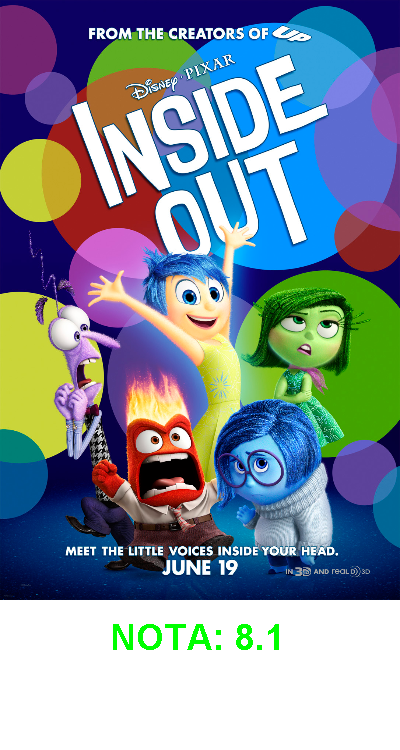 FROM THE CREATORS OF UP
Disney · PIXAR
INSIDE
OUT
MEET THE LITTLE VOICES INSIDE YOUR HEAD.
JUNE 19
IN 3D AND REAL D 3D
NOTA: 8.1